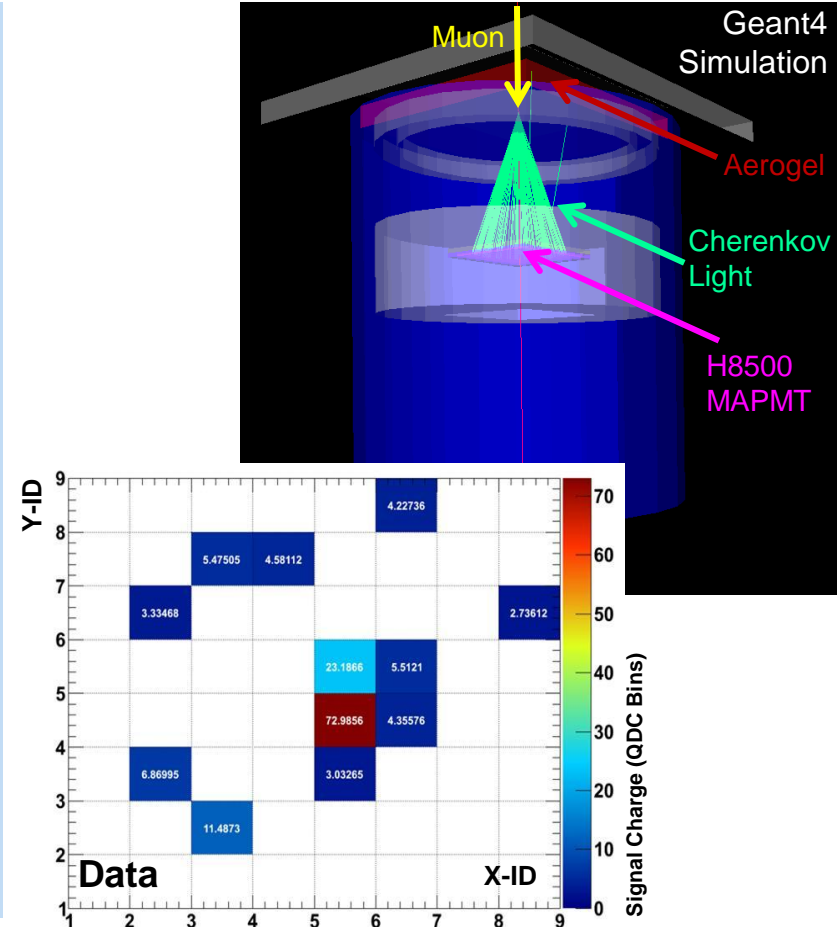 Muon
Geant4
Simulation
Aerogel
Cherenkov
Light
H8500
MAPMT
Y-ID
9
8
7
6
5
4
3
2
1
4.22736
5.47505 4.58112
3.33468 2.73612
23.1866 5.5121
72.9856 4.35576
6.86995 3.03265
11.4873
Data X-ID
1 2 3 4 5 6 7 8 9
70
60
50
40
30
20
10
0
Signal Charge (QDC Bins)